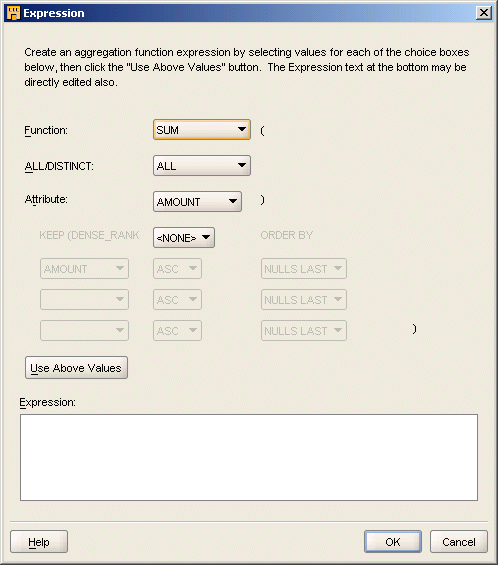 Expression
Create an aggregation function expression by selecting values for each of the choice boxes
below, then click the "Use Above Values" button. The Expression text at the bottom may be
directly edited also.
Function: SUM (
ALL/DISTINCT: ALL
Attribute: AMOUNT )
KEEP (DENSE_RANK <NONE> ORDER BY
AMOUNT ASC NULLS LAST
ASC NULLS LAST
ASC NULLS LAST )
Use Above Values
Expression:
Help OK Cancel